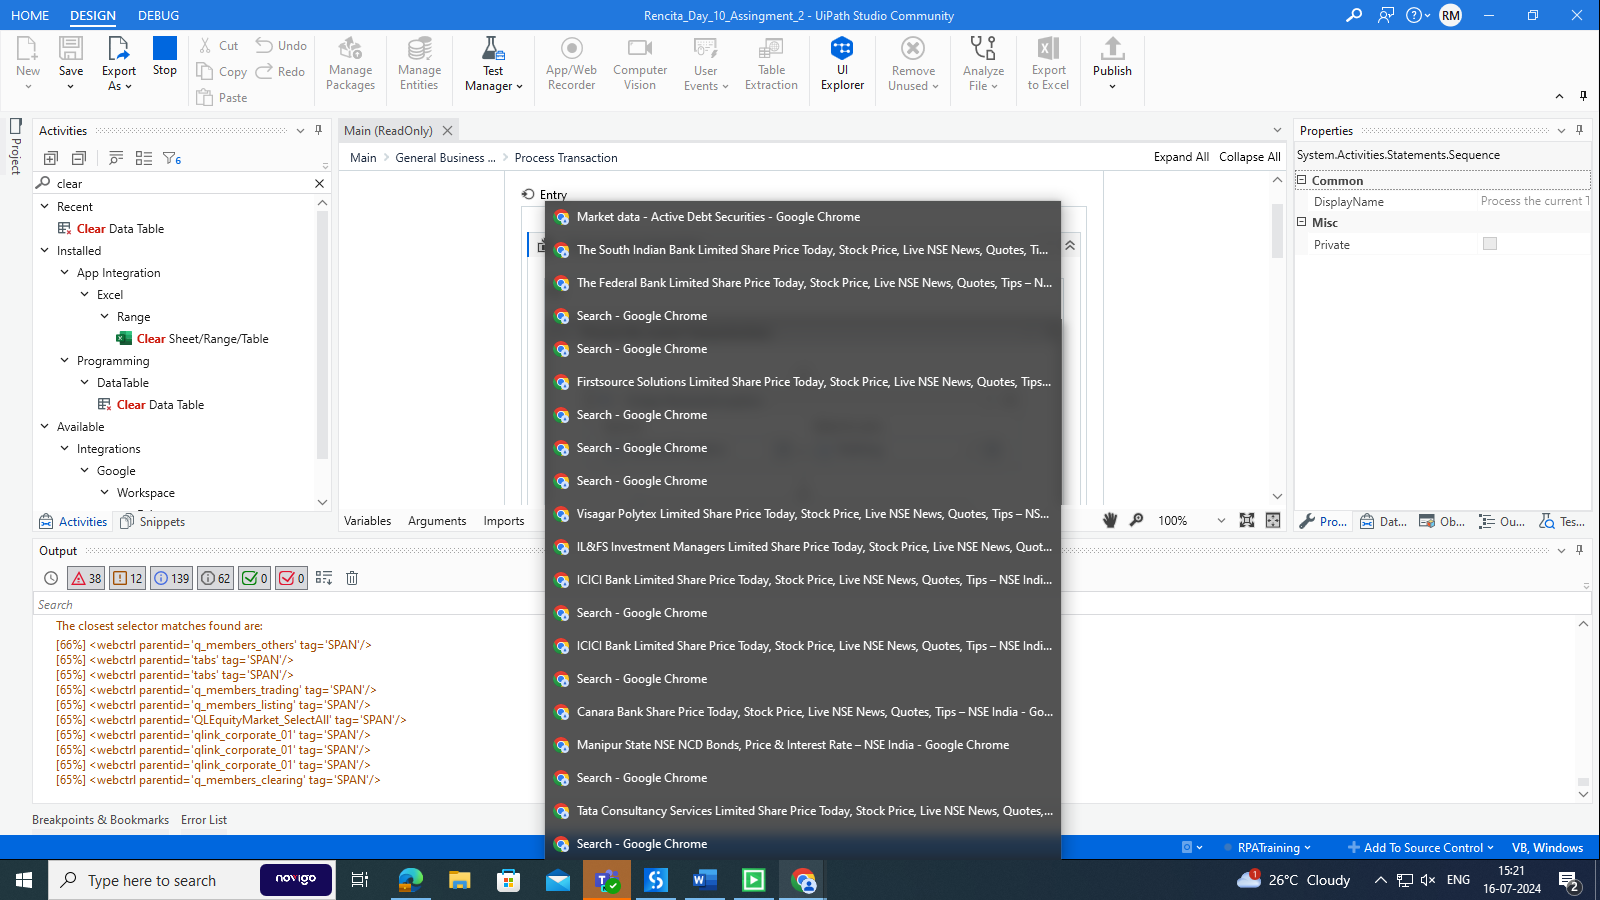 HOME DESIGN DEBUG
Rencita_Day_10_Assingment_2 - UiPath Studio Community
RM
New
Save
Export As
Stop
Cut
Copy
Paste
Undo
Redo
Manage Packages
Manage Entities
Test Manager
App/Web Recorder
Computer Vision
User Events
Table Extraction
UI Explorer
Remove Unused
Analyze File
Export to Excel
Publish
Project
Activities
6
clear
Recent
Clear Data Table
Installed
App Integration
Excel
Range
Clear Sheet/Range/Table
Programming
DataTable
Clear Data Table
Available
Integrations
Google
Workspace
Activities
Snippets
Main (ReadOnly)
Main
General Business ...
Process Transaction
Expand All Collapse All
Entry
Variables Arguments Imports
100%
Properties
System.Activities.Statements.Sequence
Common
DisplayName Process the current T
Misc
Private
Pro...
Dat...
Ob...
Ou...
Tes...
Output
38
12
139
62
0
0
Search
The closest selector matches found are:
[66%] <webctrl parentid='q_members_others' tag='SPAN'/>
[65%] <webctrl parentid='tabs' tag='SPAN'/>
[65%] <webctrl parentid='tabs' tag='SPAN'/>
[65%] <webctrl parentid='q_members_trading' tag='SPAN'/>
[65%] <webctrl parentid='q_members_listing' tag='SPAN'/>
[65%] <webctrl parentid='QLEquityMarket_SelectAll' tag='SPAN'/>
[65%] <webctrl parentid='qlink_corporate_01' tag='SPAN'/>
[65%] <webctrl parentid='qlink_corporate_01' tag='SPAN'/>
[65%] <webctrl parentid='qlink_corporate_01' tag='SPAN'/>
[65%] <webctrl parentid='q_members_clearing' tag='SPAN'/>
Breakpoints & Bookmarks Error List
Market data - Active Debt Securities - Google Chrome
The South Indian Bank Limited Share Price Today, Stock Price, Live NSE News, Quotes, Ti...
The Federal Bank Limited Share Price Today, Stock Price, Live NSE News, Quotes, Tips – N...
Search - Google Chrome
Search - Google Chrome
Firstsource Solutions Limited Share Price Today, Stock Price, Live NSE News, Quotes, Tips...
Search - Google Chrome
Search - Google Chrome
Search - Google Chrome
Visagar Polytex Limited Share Price Today, Stock Price, Live NSE News, Quotes, Tips – NS...
IL&FS Investment Managers Limited Share Price Today, Stock Price, Live NSE News, Quot...
ICICI Bank Limited Share Price Today, Stock Price, Live NSE News, Quotes, Tips – NSE Indi...
Search - Google Chrome
ICICI Bank Limited Share Price Today, Stock Price, Live NSE News, Quotes, Tips – NSE Indi...
Search - Google Chrome
Canara Bank Share Price Today, Stock Price, Live NSE News, Quotes, Tips – NSE India - Go...
Manipur State NSE NCD Bonds, Price & Interest Rate – NSE India - Google Chrome
Search - Google Chrome
Tata Consultancy Services Limited Share Price Today, Stock Price, Live NSE News, Quotes,...
Search - Google Chrome
RPATraining
Add To Source Control
VB, Windows
Type here to search
novigo
1
26°C Cloudy
ENG
15:21
16-07-2024
2